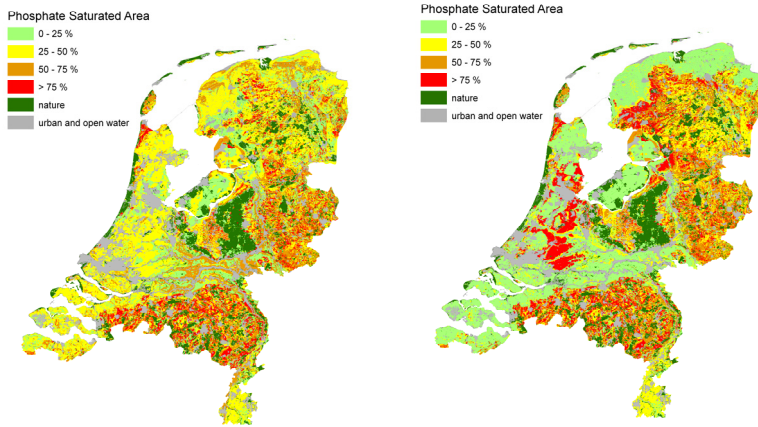 Phosphate Saturated Area
0 - 25 %
25 - 50 %
50 - 75 %
> 75 %
nature
urban and open water
Phosphate Saturated Area
0 - 25 %
25 - 50 %
50 - 75 %
> 75 %
nature
urban and open water